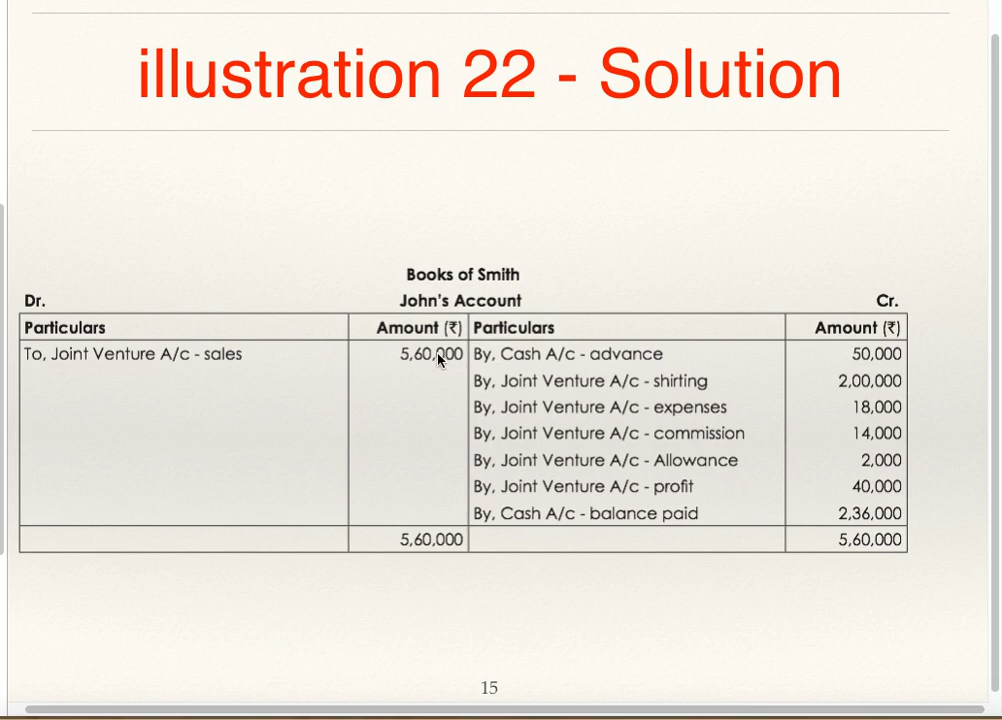 illustration 22 - Solution
Books of Smith
Dr. John's Account Cr.
Particulars Amount (₹) Particulars Amount (₹)
To, Joint Venture A/c - sales 5,60,000 By, Cash A/c - advance 50,000
By, Joint Venture A/c - shirting 2,00,000
By, Joint Venture A/c - expenses 18,000
By, Joint Venture A/c - commission 14,000
By, Joint Venture A/c - Allowance 2,000
By, Joint Venture A/c - profit 40,000
By, Cash A/c - balance paid 2,36,000
5,60,000 5,60,000
15